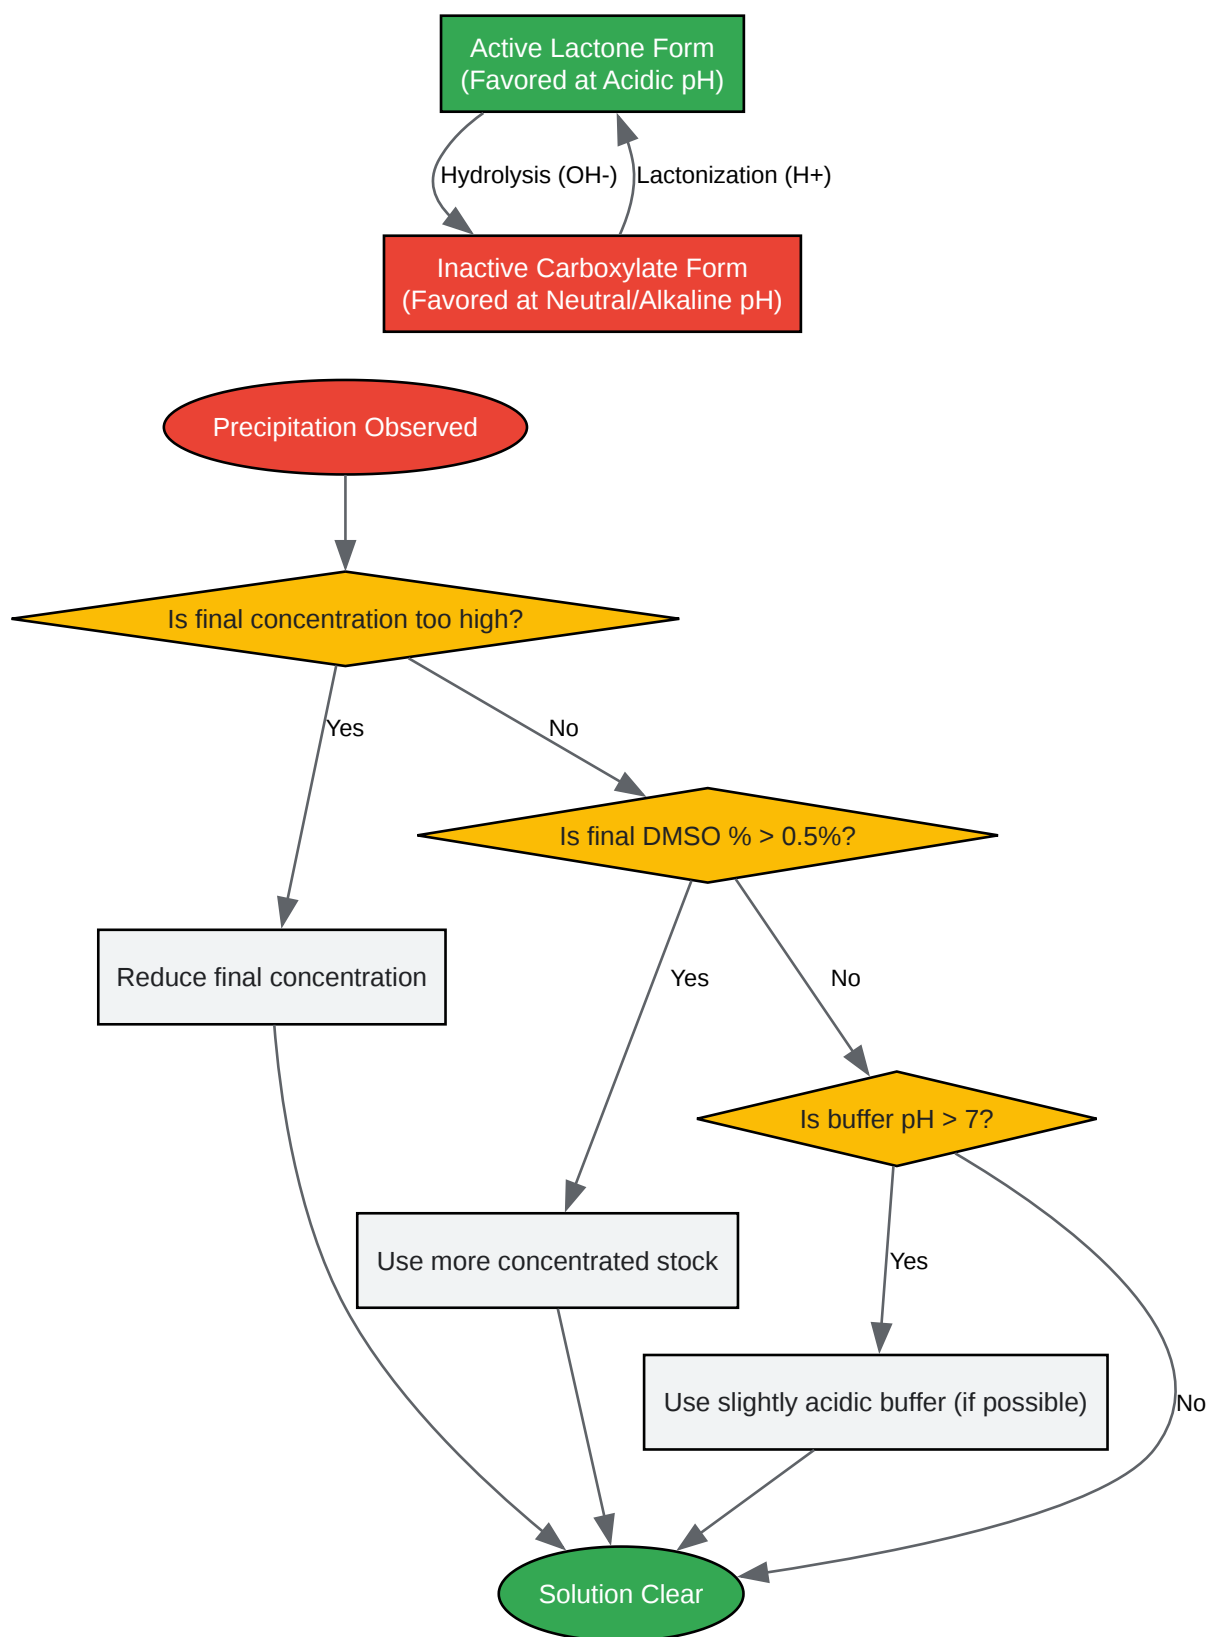 Active Lactone Form
(Favored at Acidic pH)
Hydrolysis (OH-)
Lactonization (H+)
Inactive Carboxylate Form
(Favored at Neutral/Alkaline pH)
Precipitation Observed
Is final concentration too high?
Yes
No
Is final DMSO % > 0.5%?
Reduce final concentration
Yes
No
Is buffer pH > 7?
Use more concentrated stock
Yes
Use slightly acidic buffer (if possible)
No
Solution Clear